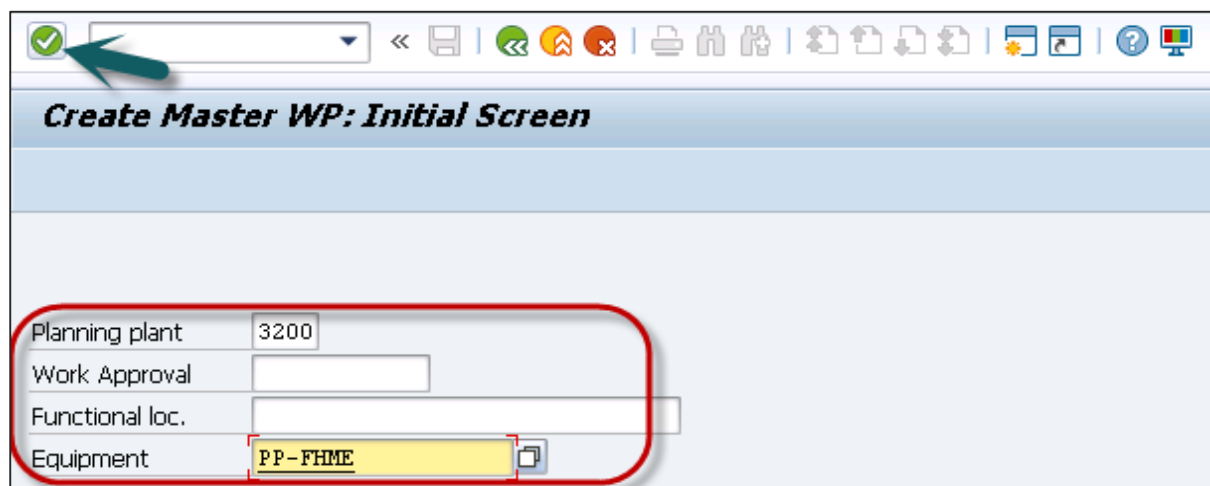 Create Master WP: Initial Screen
Planning plant 3200
Work Approval
Functional loc.
Equipment PP-FHME